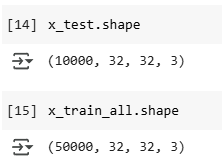 [14] x_test.shape
(10000, 32, 32, 3)
[15] x_train_all.shape
(50000, 32, 32, 3)